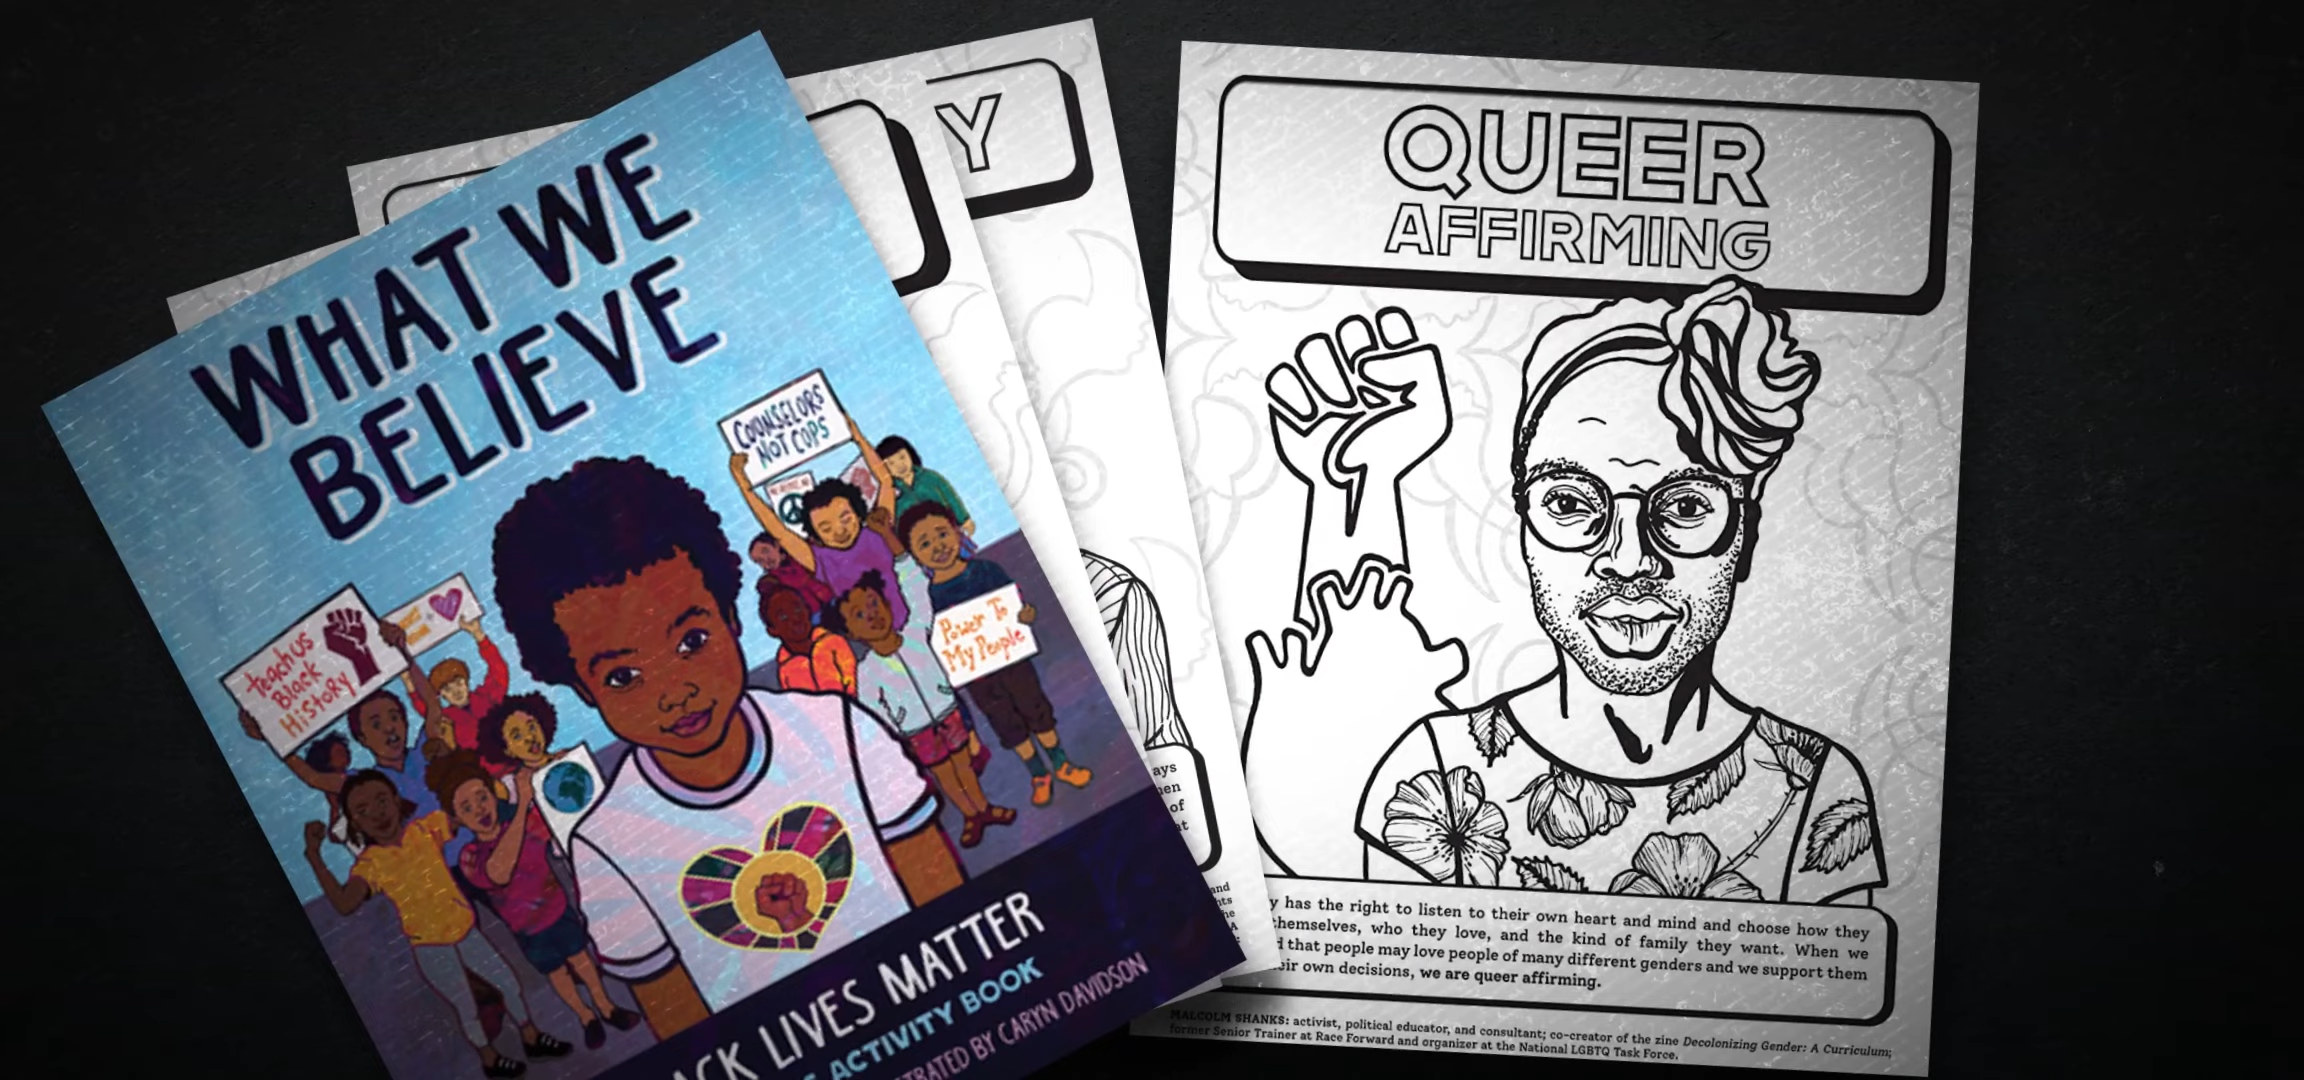 WHAT WE
BELIEVE
COUNSELORS
NOT COPS
Teach us
Black
History
Power To
My People
LIVES MATTER
ACTIVITY BOOK
BY CARYN DAVIDSON
Y
ays
of
and
QUEER
AFFIRMING
has the right to listen to their own heart and mind and choose how they
themselves, who they love, and the kind of family they want. When we
that people may love people of many different genders and we support them
own decisions, we are queer affirming.
MALCOLM SHANKS: activist, political educator, and consultant; co-creator of the zine Decolonizing Gender: A Curriculum;
former Senior Trainer at Race Forward and organizer at the National LGBTQ Task Force.